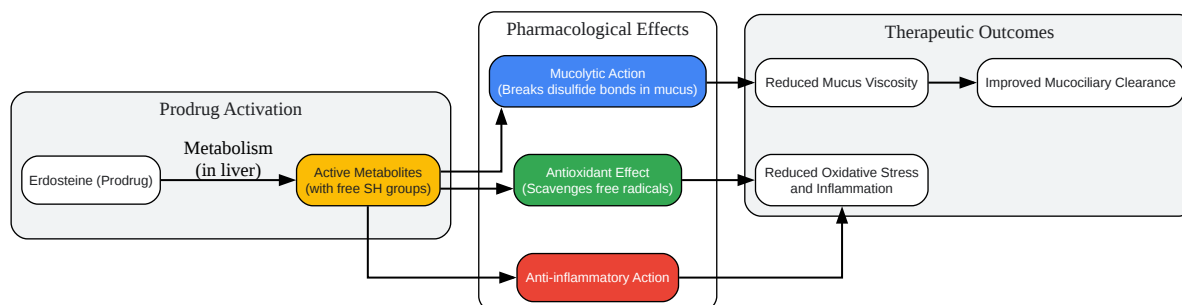 Prodrug Activation
Erdosteine (Prodrug)
Metabolism
(in liver)
Active Metabolites
(with free SH groups)
Pharmacological Effects
Mucolytic Action
(Breaks disulfide bonds in mucus)
Antioxidant Effect
(Scavenges free radicals)
Anti-inflammatory Action
Therapeutic Outcomes
Reduced Mucus Viscosity
Improved Mucociliary Clearance
Reduced Oxidative Stress
and Inflammation